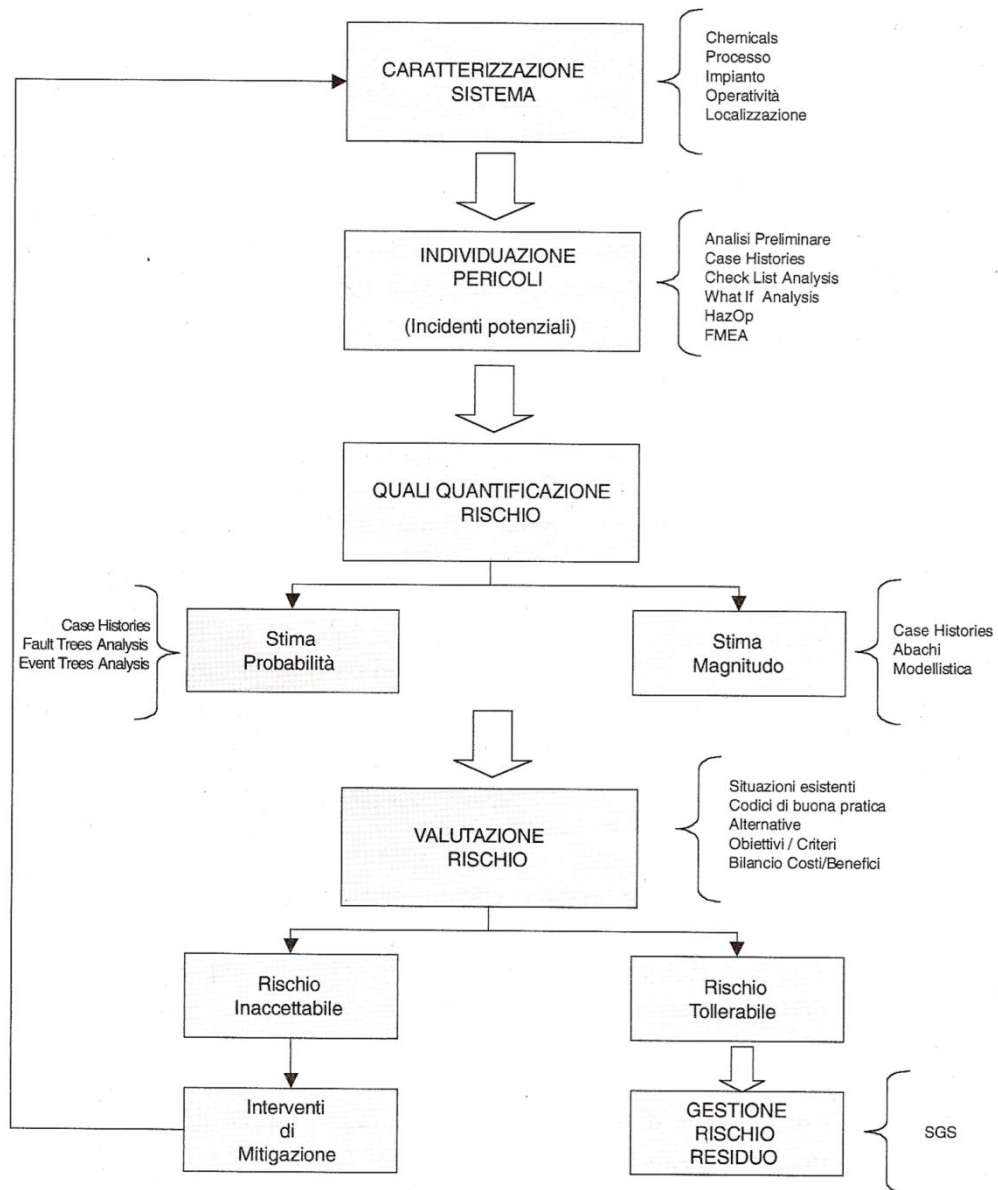 CARATTERIZZAZIONE
SISTEMA
Chemicals
Processo
Impianto
Operatività
Localizzazione
INDIVIDUAZIONE
PERICOLI
(Incidenti potenziali)
Analisi Preliminare
Case Histories
Check List Analysis
What If Analysis
HazOp
FMEA
QUALI QUANTIFICAZIONE
RISCHIO
Case Histories
Fault Trees Analysis
Event Trees Analysis
Stima
Probabilità
Stima
Magnitudo
Case Histories
Abachi
Modellistica
VALUTAZIONE
RISCHIO
Situazioni esistenti
Codici di buona pratica
Alternative
Obiettivi / Criteri
Bilancio Costi/Benefici
Rischio
Inaccettabile
Rischio
Tollerabile
Interventi
di
Mitigazione
GESTIONE
RISCHIO
RESIDUO
SGS